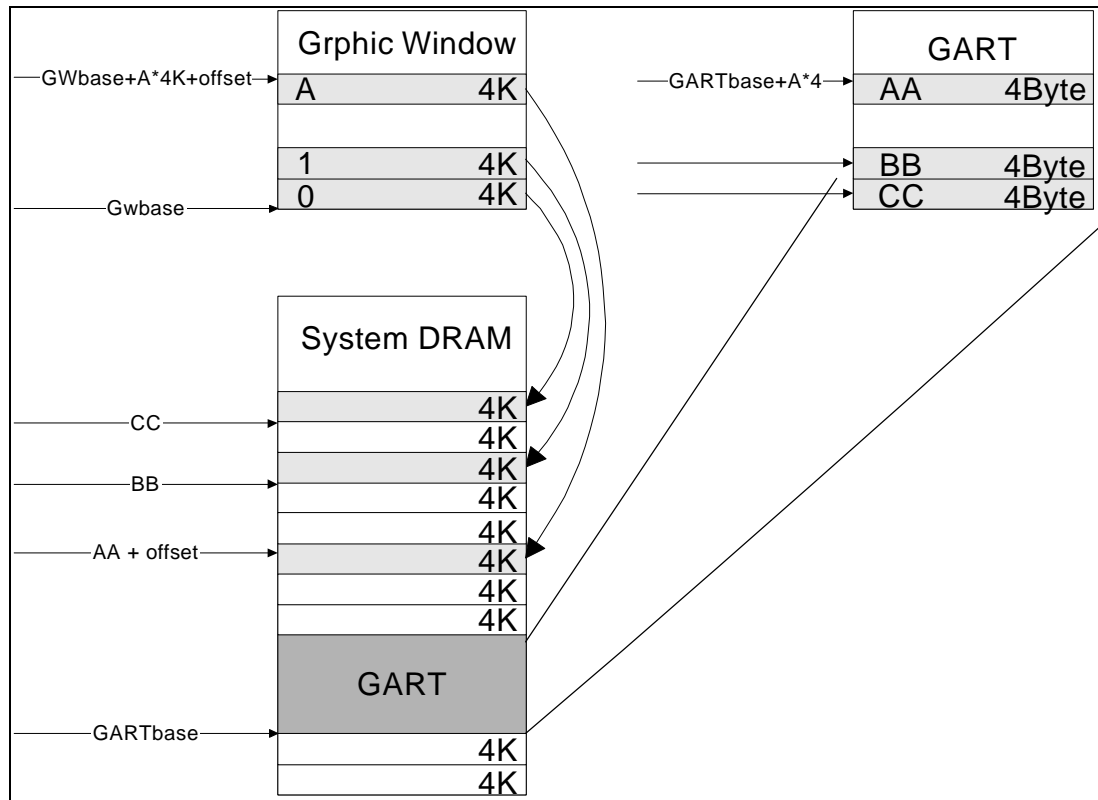 Grphic Window
GWbase+A*4K+offset
A 4K
1 4K
0 4K
Gwbase
GART
GARTbase+A*4
AA 4Byte
BB 4Byte
CC 4Byte
System DRAM
4K
CC
4K
4K
BB
4K
4K
AA + offset
4K
4K
4K
GART
GARTbase
4K
4K